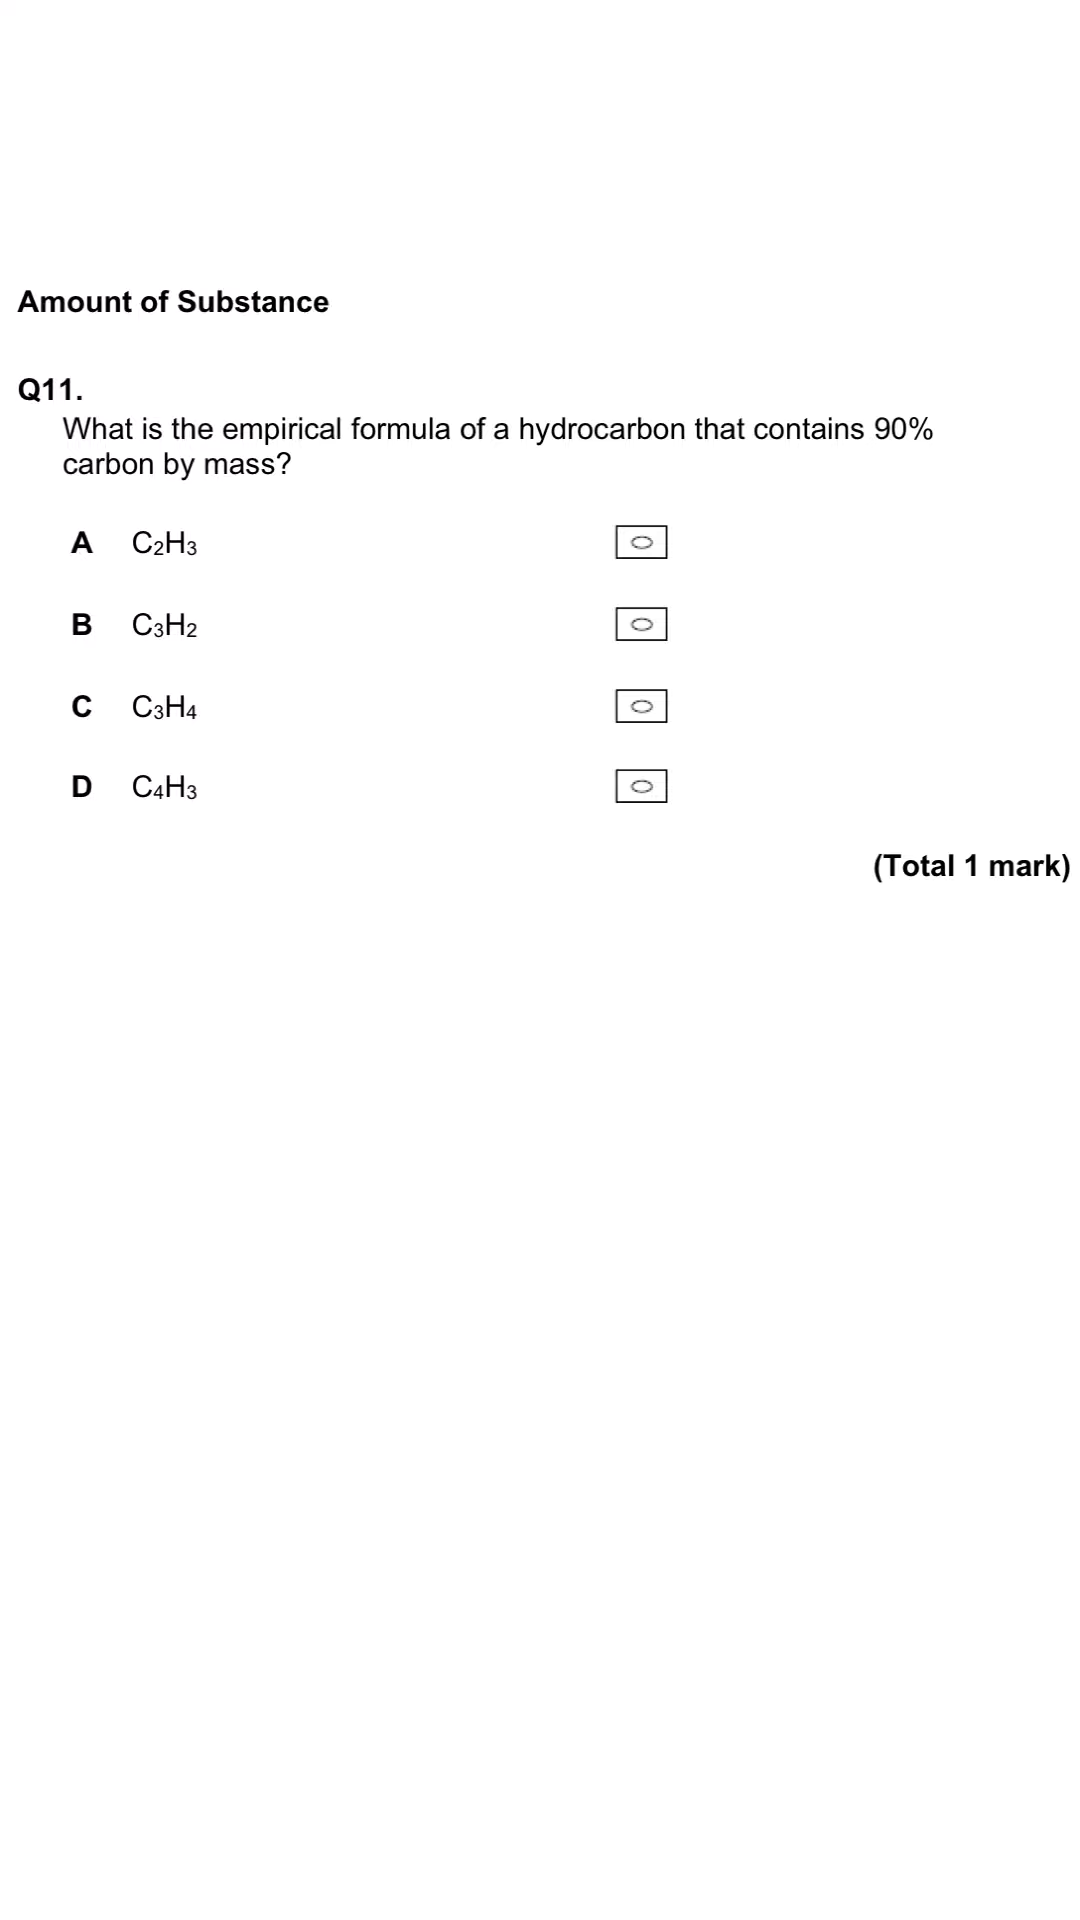 Amount of Substance
Q11.
What is the empirical formula of a hydrocarbon that contains 90%
carbon by mass?
A C₂H₃
B C₃H₂
C C₃H₄
D C₄H₃
(Total 1 mark)